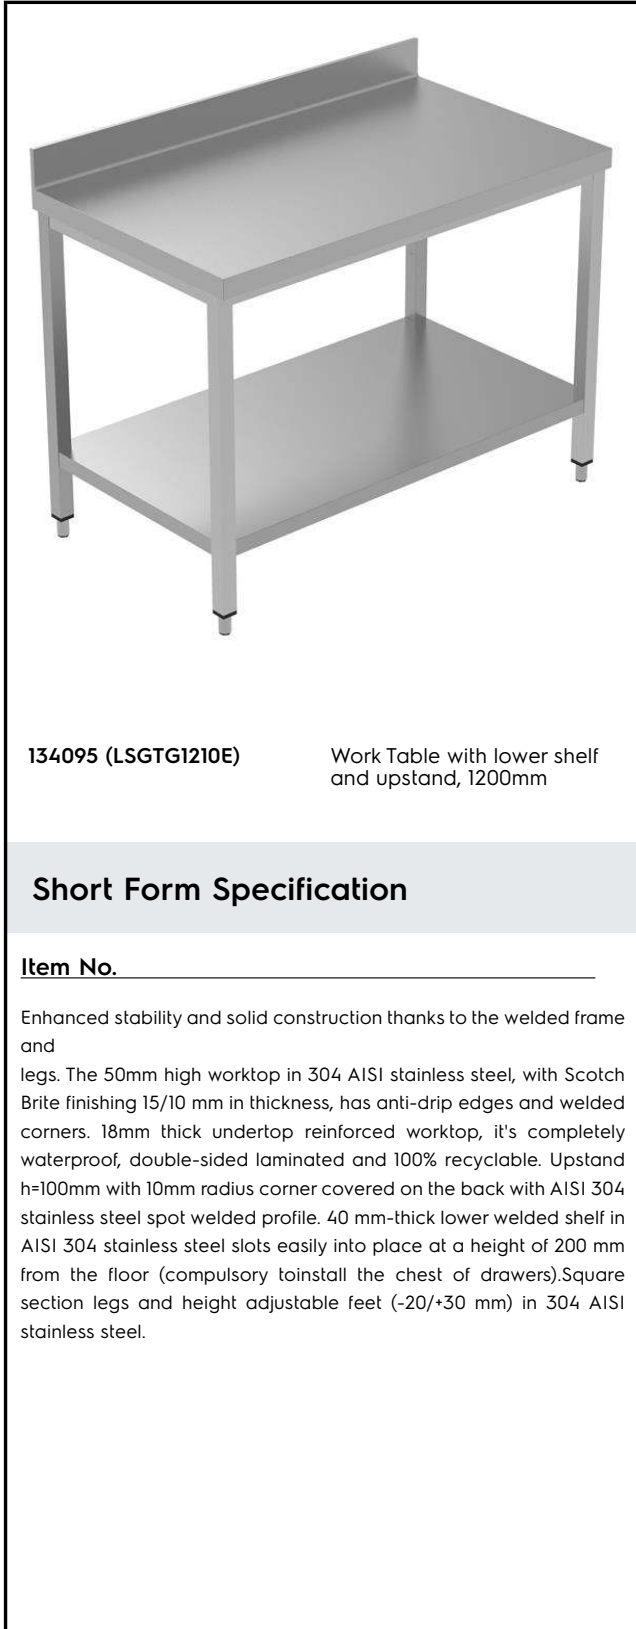 134095 (LSGTG1210E)
Work Table with lower shelf
and upstand, 1200mm
Short Form Specification
Item No.
Enhanced stability and solid construction thanks to the welded frame
and
legs. The 50mm high worktop in 304 AISI stainless steel, with Scotch
Brite finishing 15/10 mm in thickness, has anti-drip edges and welded
corners. 18mm thick undertop reinforced worktop, it's completely
waterproof, double-sided laminated and 100% recyclable. Upstand
h=100mm with 10mm radius corner covered on the back with AISI 304
stainless steel spot welded profile. 40 mm-thick lower welded shelf in
AISI 304 stainless steel slots easily into place at a height of 200 mm
from the floor (compulsory toinstall the chest of drawers).Square
section legs and height adjustable feet (-20/+30 mm) in 304 AISI
stainless steel.